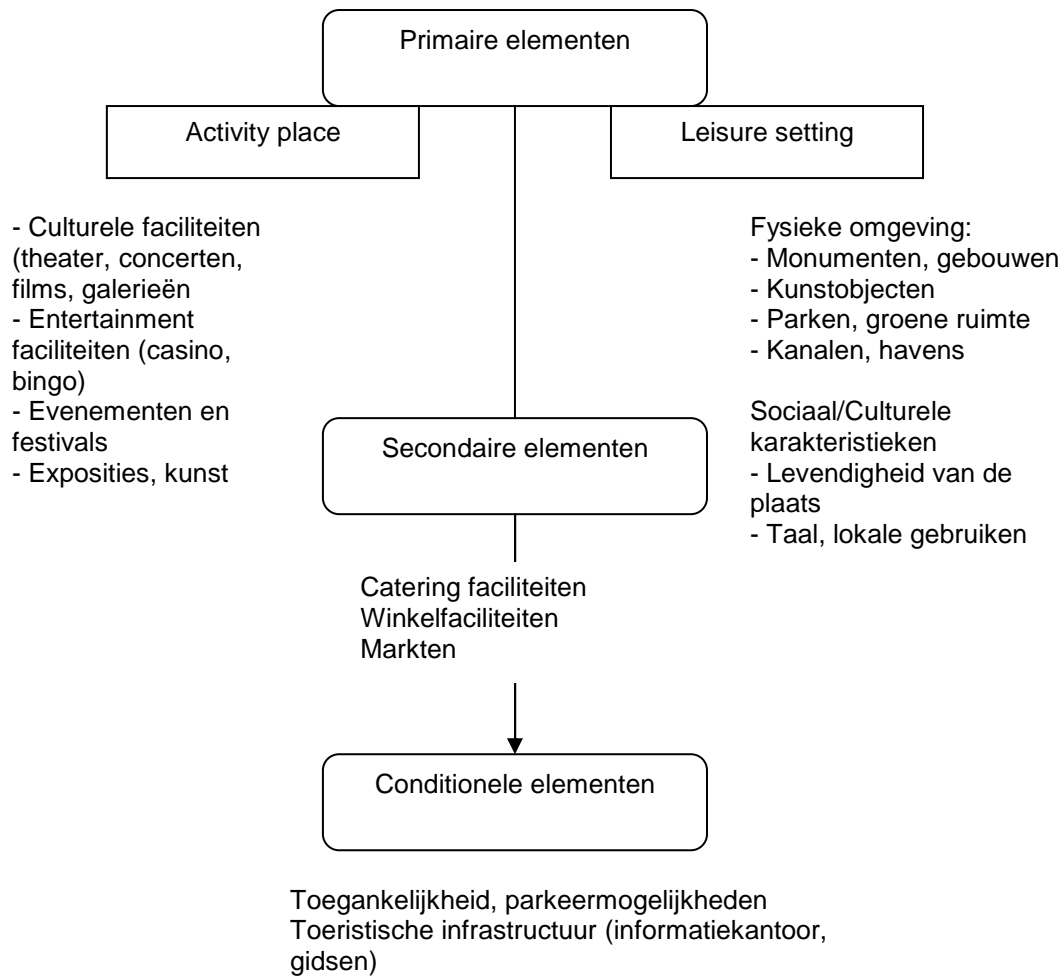 Primaire elementen
Activity place
Leisure setting
- Culturele faciliteiten
(theater, concerten,
films, galerieën
- Entertainment
faciliteiten (casino,
bingo)
- Evenementen en
festivals
- Exposities, kunst
Fysieke omgeving:
- Monumenten, gebouwen
- Kunstobjecten
- Parken, groene ruimte
- Kanalen, havens
Sociaal/Culturele
karakteristieken
- Levendigheid van de
plaats
- Taal, lokale gebruiken
Secondaire elementen
Catering faciliteiten
Winkelfaciliteiten
Markten
Conditionele elementen
Toegankelijkheid, parkeermogelijkheden
Toeristische infrastructuur (informatiekantoor,
gidsen)